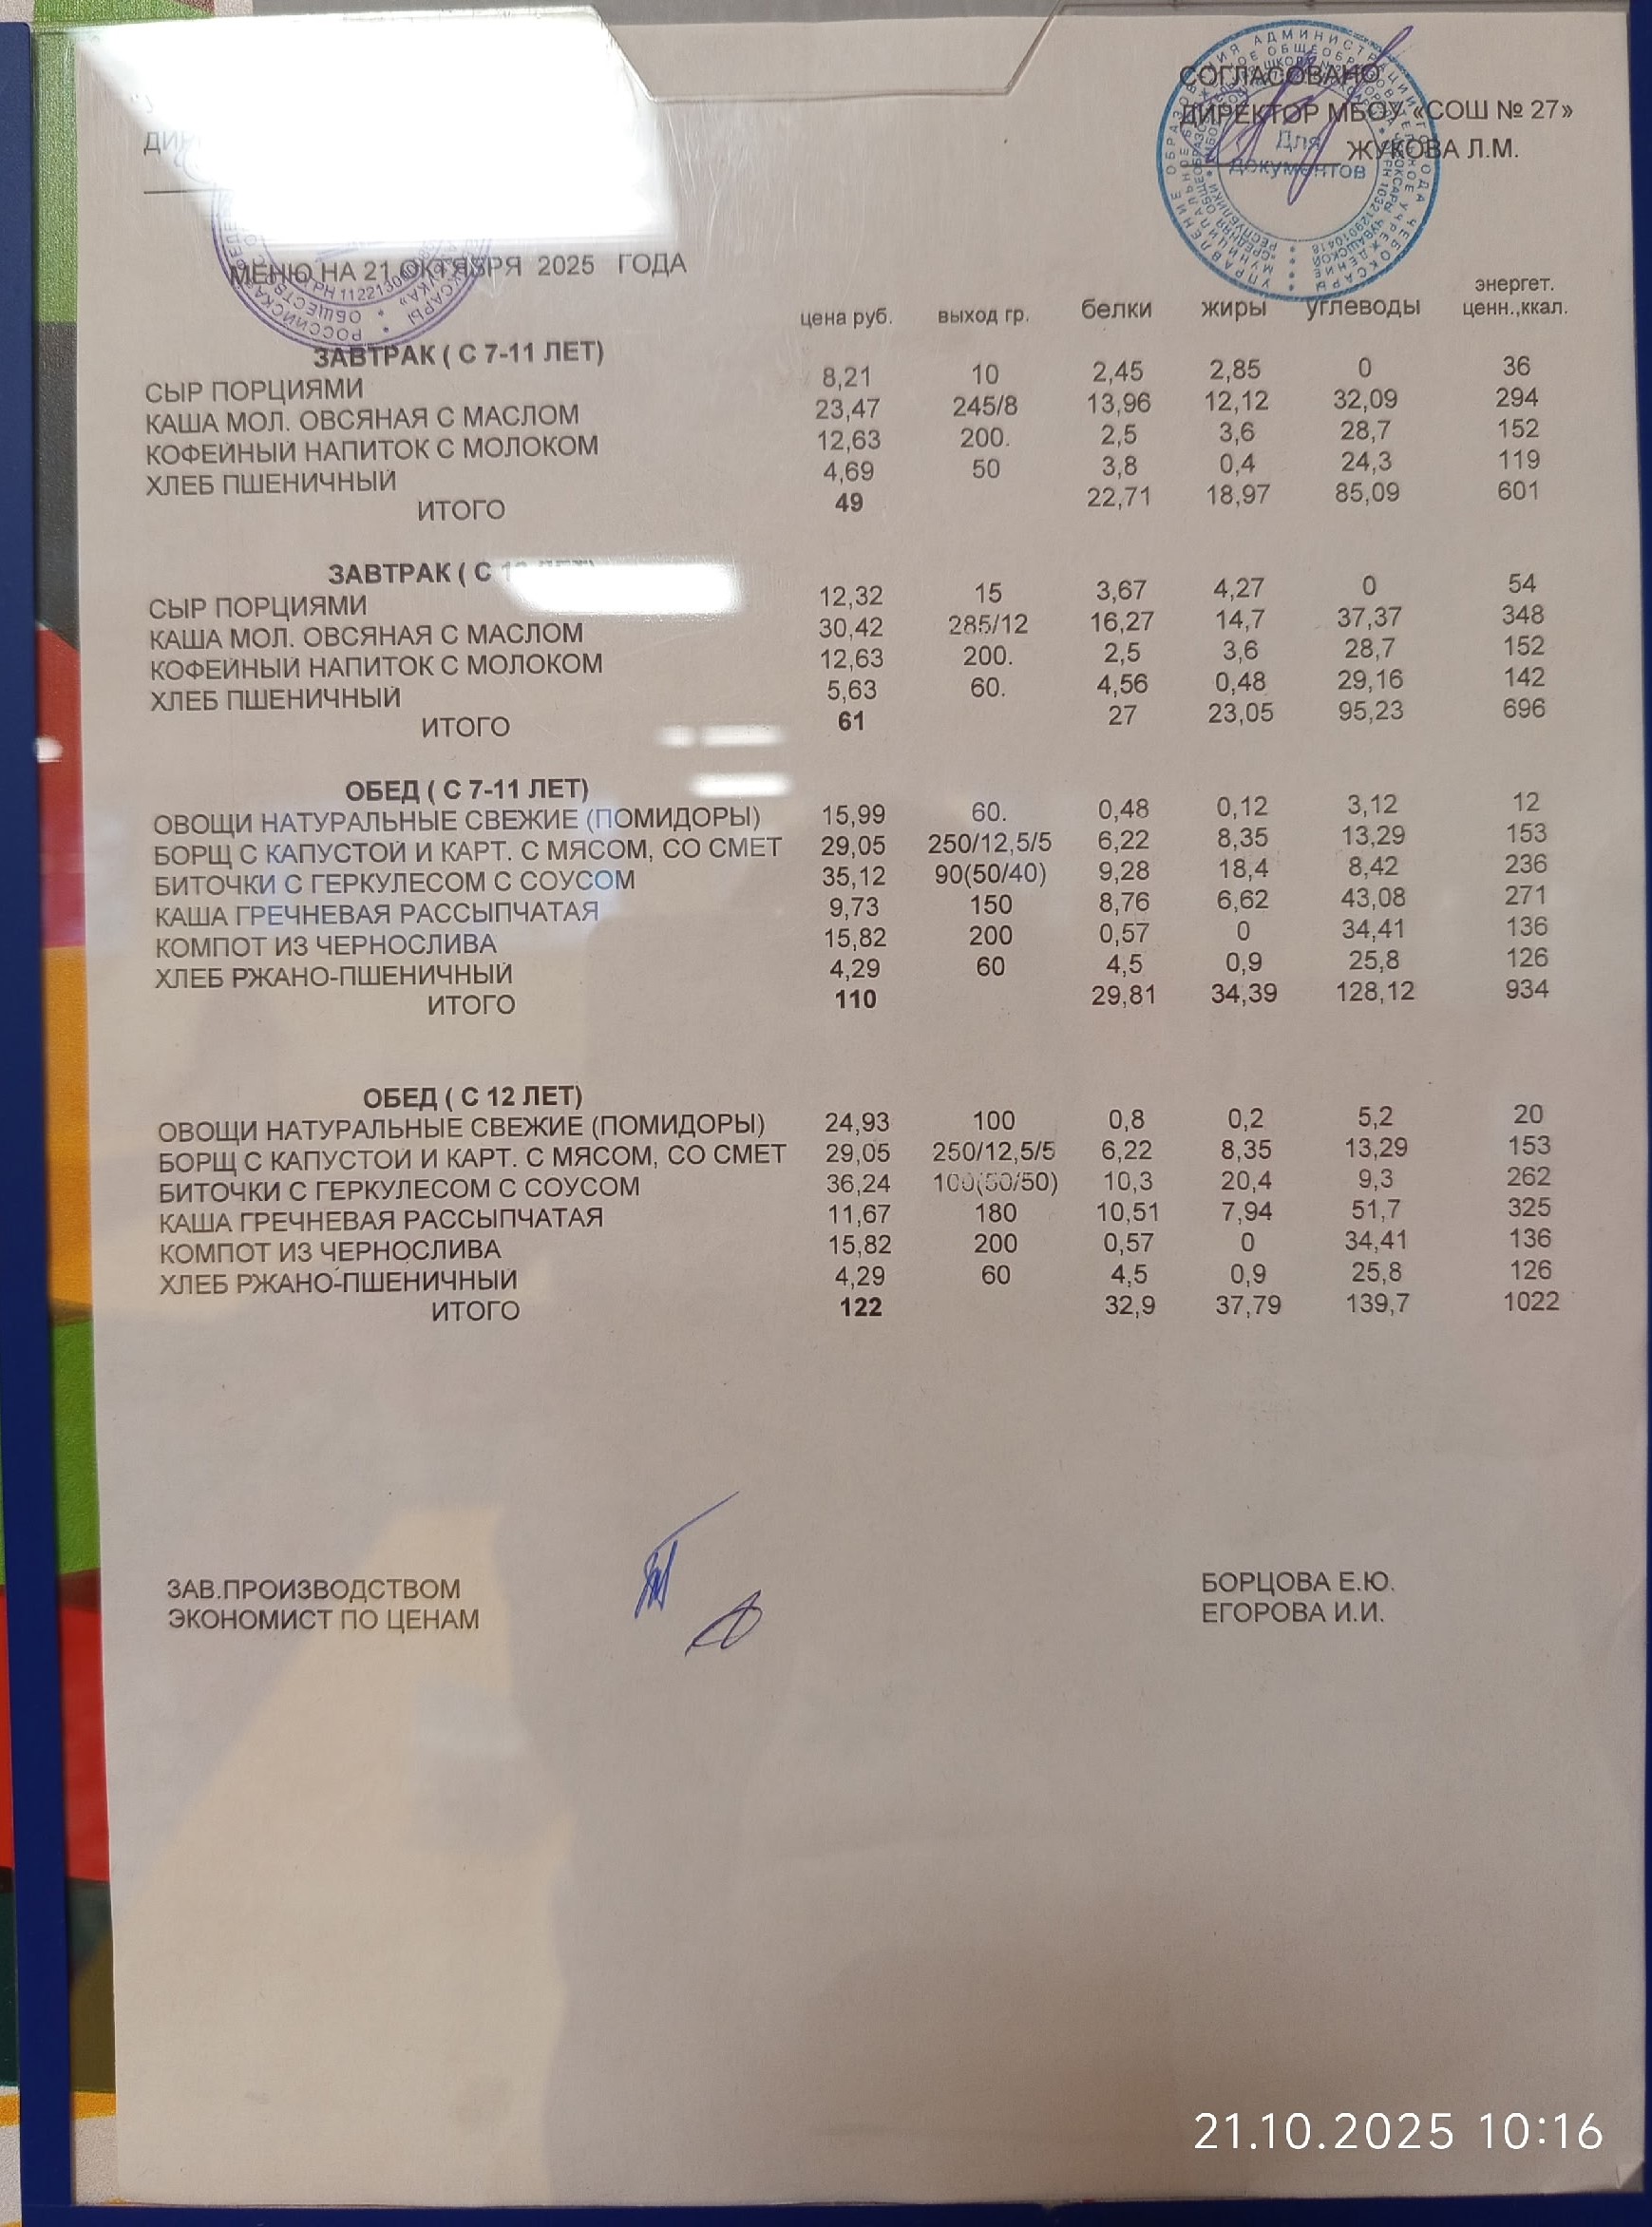 СОГЛАСОВАНО
ДИРЕКТОР МБОУ «СОШ № 27»
ЖУКОВА Л.М.
Для
документов
МЕНЮ НА 21 ОКТЯБРЯ 2025 ГОДА
цена руб. выход гр. белки жиры углеводы энергет. ценн.,ккал.
ЗАВТРАК ( С 7-11 ЛЕТ)
СЫР ПОРЦИЯМИ 8,21 10 2,45 2,85 0 36
КАША МОЛ. ОВСЯНАЯ С МАСЛОМ 23,47 245/8 13,96 12,12 32,09 294
КОФЕЙНЫЙ НАПИТОК С МОЛОКОМ 12,63 200. 2,5 3,6 28,7 152
ХЛЕБ ПШЕНИЧНЫЙ 4,69 50 3,8 0,4 24,3 119
ИТОГО 49 22,71 18,97 85,09 601
ЗАВТРАК ( С
СЫР ПОРЦИЯМИ 12,32 15 3,67 4,27 0 54
КАША МОЛ. ОВСЯНАЯ С МАСЛОМ 30,42 285/12 16,27 14,7 37,37 348
КОФЕЙНЫЙ НАПИТОК С МОЛОКОМ 12,63 200. 2,5 3,6 28,7 152
ХЛЕБ ПШЕНИЧНЫЙ 5,63 60. 4,56 0,48 29,16 142
ИТОГО 61 27 23,05 95,23 696
ОБЕД ( С 7-11 ЛЕТ)
ОВОЩИ НАТУРАЛЬНЫЕ СВЕЖИЕ (ПОМИДОРЫ) 15,99 60. 0,48 0,12 3,12 12
БОРЩ С КАПУСТОЙ И КАРТ. С МЯСОМ, СО СМЕТ 29,05 250/12,5/5 6,22 8,35 13,29 153
БИТОЧКИ С ГЕРКУЛЕСОМ С СОУСОМ 35,12 90(50/40) 9,28 18,4 8,42 236
КАША ГРЕЧНЕВАЯ РАССЫПЧАТАЯ 9,73 150 8,76 6,62 43,08 271
КОМПОТ ИЗ ЧЕРНОСЛИВА 15,82 200 0,57 0 34,41 136
ХЛЕБ РЖАНО-ПШЕНИЧНЫЙ 4,29 60 4,5 0,9 25,8 126
ИТОГО 110 29,81 34,39 128,12 934
ОБЕД ( С 12 ЛЕТ)
ОВОЩИ НАТУРАЛЬНЫЕ СВЕЖИЕ (ПОМИДОРЫ) 24,93 100 0,8 0,2 5,2 20
БОРЩ С КАПУСТОЙ И КАРТ. С МЯСОМ, СО СМЕТ 29,05 250/12,5/5 6,22 8,35 13,29 153
БИТОЧКИ С ГЕРКУЛЕСОМ С СОУСОМ 36,24 100(50/50) 10,3 20,4 9,3 262
КАША ГРЕЧНЕВАЯ РАССЫПЧАТАЯ 11,67 180 10,51 7,94 51,7 325
КОМПОТ ИЗ ЧЕРНОСЛИВА 15,82 200 0,57 0 34,41 136
ХЛЕБ РЖАНО-ПШЕНИЧНЫЙ 4,29 60 4,5 0,9 25,8 126
ИТОГО 122 32,9 37,79 139,7 1022
ЗАВ.ПРОИЗВОДСТВОМ БОРЦОВА Е.Ю.
ЭКОНОМИСТ ПО ЦЕНАМ ЕГОРОВА И.И.
21.10.2025 10:16